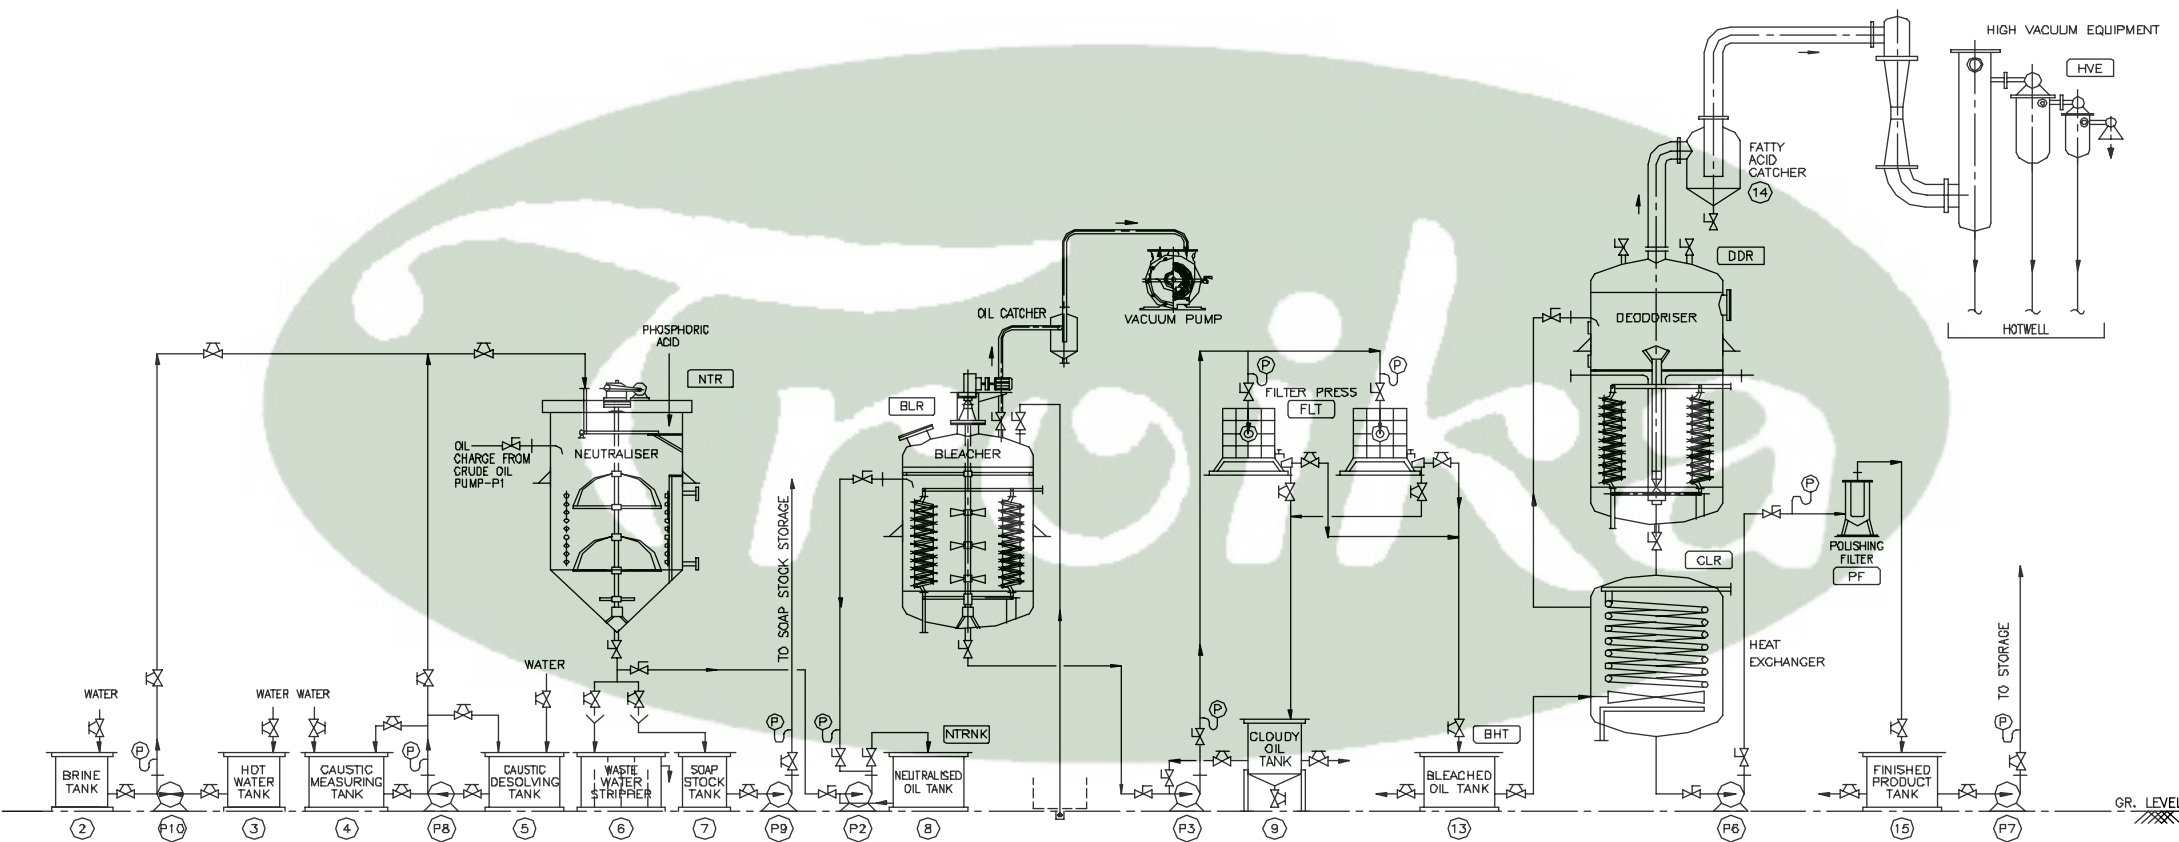 HIGH VACUUM EQUIPMENT
HVE
FATTY
ACID
CATCHER
14
DDR
DEODORISER
HOTWELL
OIL CATCHER
VACUUM PUMP
PHOSPHORIC
ACID
NTR
OIL
CHARGE FROM
CRUDE OIL
PUMP-P1
NEUTRALISER
BLR
BLEACHER
P
FILTER PRESS
FLT
P
Troika
TO SOAP STOCK STORAGE
P
POLISHING
FILTER
PF
CLR
HEAT
EXCHANGER
TO STORAGE
WATER
WATER
WATER WATER
P
P
P
P
P
P
NTRNK
BHT
BRINE
TANK
HOT
WATER
TANK
CAUSTIC
MEASURING
TANK
CAUSTIC
DESOLVING
TANK
WASTE
WATER
STRIPPER
SOAP
STOCK
TANK
NEUTRALISED
OIL TANK
CLOUDY
OIL
TANK
BLEACHED
OIL TANK
FINISHED
PRODUCT
TANK
GR. LEVEL
2
P10
3
4
P8
5
6
7
P9
P2
8
P3
9
13
P6
15
P7